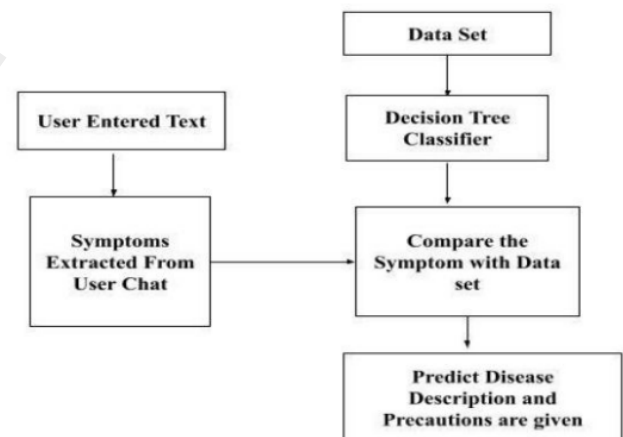 Data Set
User Entered Text
Decision Tree
Classifier
Symptoms
Extracted From
User Chat
Compare the
Symptom with Data
set
Predict Disease
Description and
Precautions are given